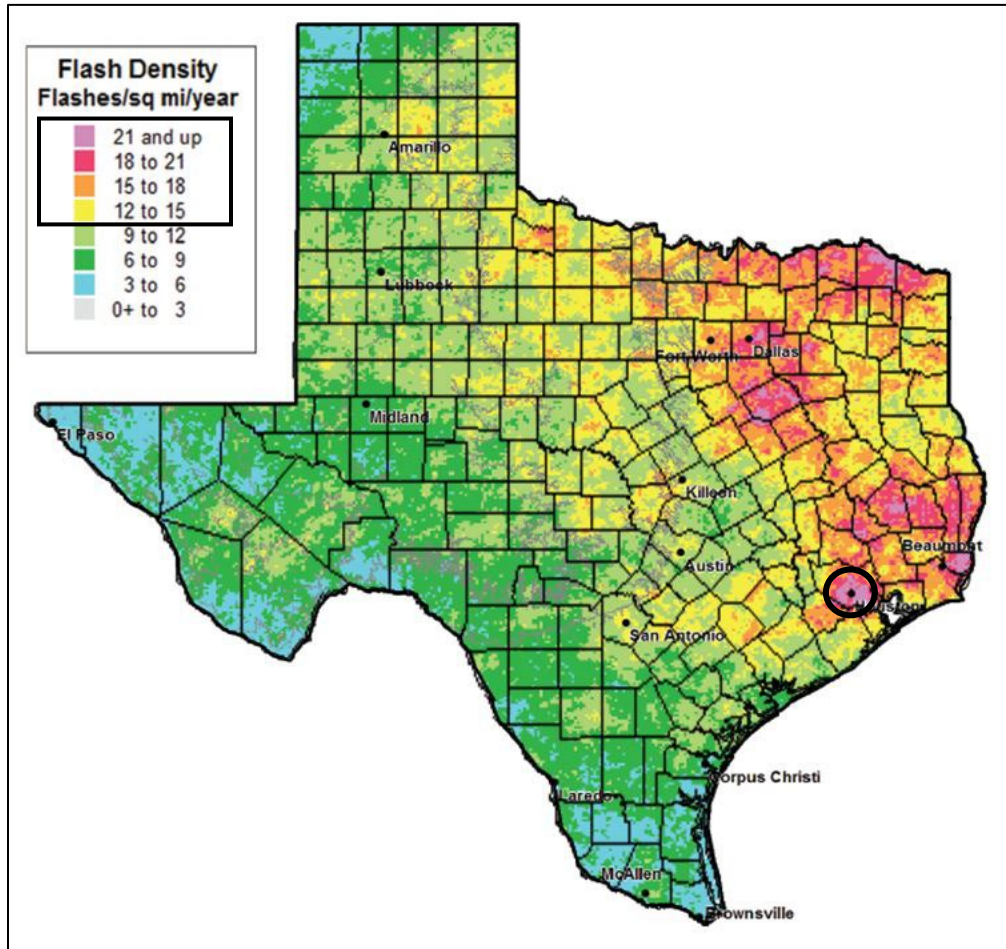 Flash Density
Flashes/sq mi/year
21 and up
18 to 21
15 to 18
12 to 15
9 to 12
6 to 9
3 to 6
0+ to 3
Amarillo
Lubbock
Fort Worth
Dallas
Midland
El Paso
Killeen
Beaumont
Austin
Houston
San Antonio
Corpus Christi
Laredo
McAllen
Brownsville